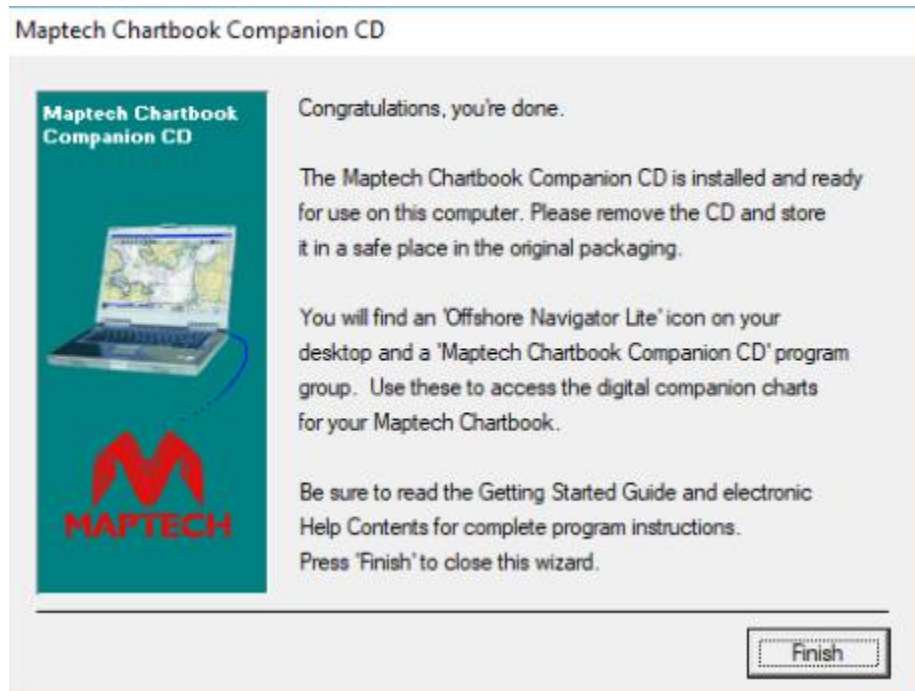 Maptech Chartbook Companion CD
Maptech Chartbook
Companion CD
MAPTECH
Congratulations, you're done.
The Maptech Chartbook Companion CD is installed and ready
for use on this computer. Please remove the CD and store
it in a safe place in the original packaging.
You will find an 'Offshore Navigator Lite' icon on your
desktop and a 'Maptech Chartbook Companion CD' program
group.  Use these to access the digital companion charts
for your Maptech Chartbook.
Be sure to read the Getting Started Guide and electronic
Help Contents for complete program instructions.
Press 'Finish' to close this wizard.
Finish